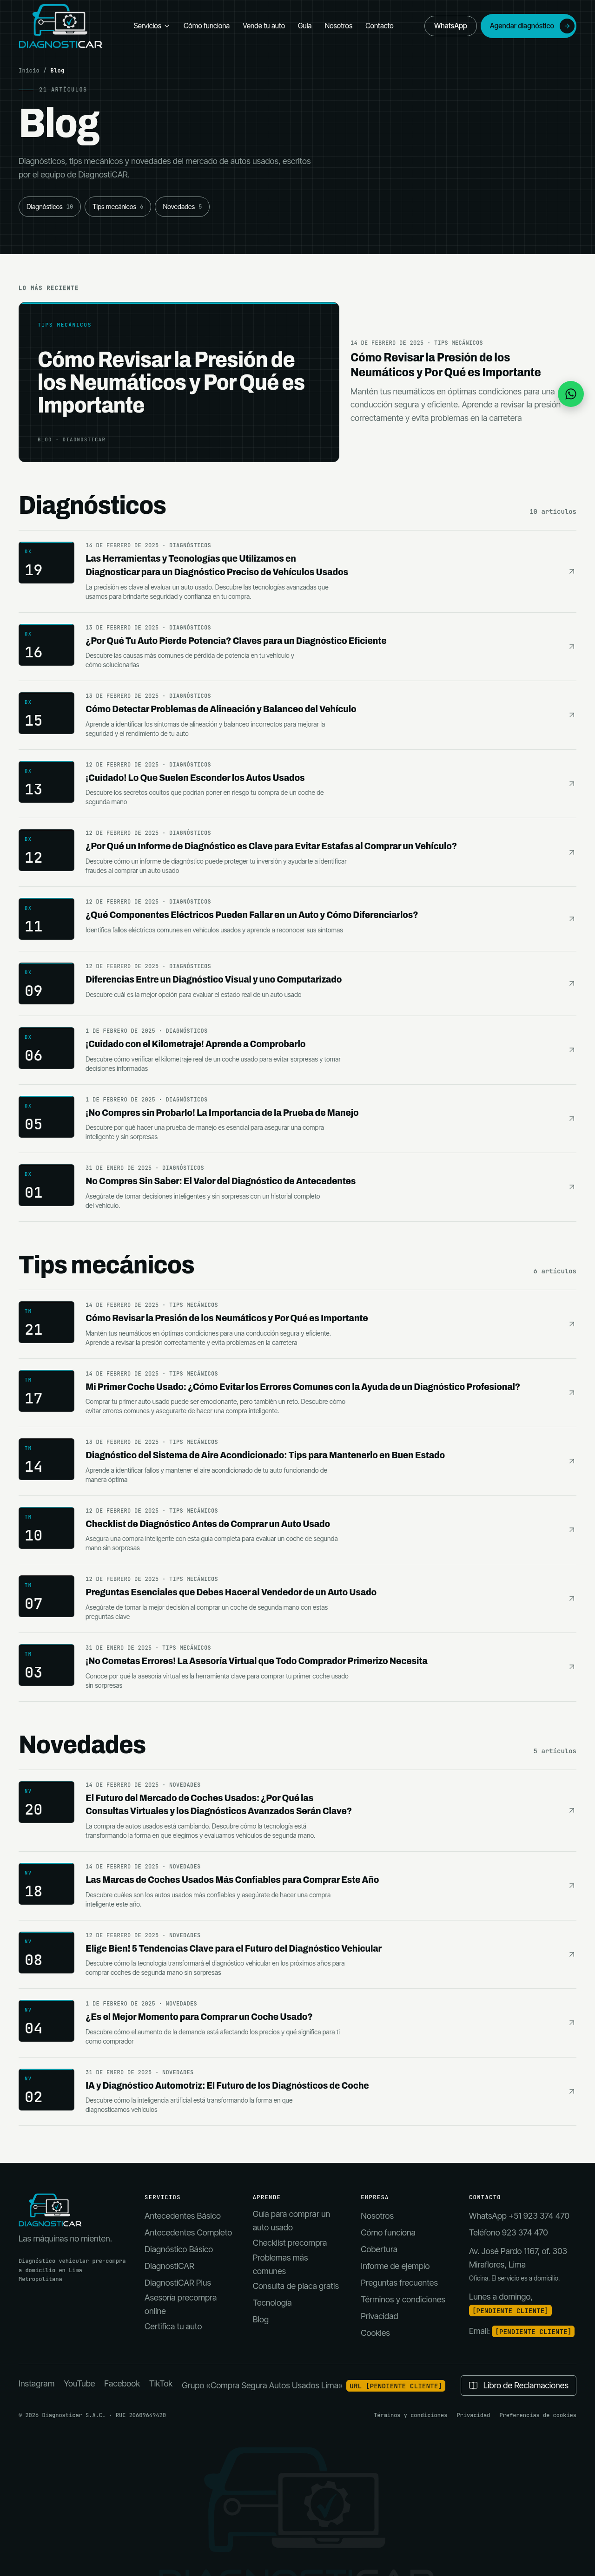 DIAGNOSTICAR
Servicios
Cómo funciona
Vende tu auto
Guía
Nosotros
Contacto
WhatsApp
Agendar diagnóstico
Inicio / Blog
21 ARTÍCULOS
Blog
Diagnósticos, tips mecánicos y novedades del mercado de autos usados, escritos
por el equipo de DiagnostiCAR.
Diagnósticos 10
Tips mecánicos 6
Novedades 5
LO MÁS RECIENTE
TIPS MECÁNICOS
Cómo Revisar la Presión de
los Neumáticos y Por Qué es
Importante
BLOG · DIAGNOSTICAR
14 DE FEBRERO DE 2025 · TIPS MECÁNICOS
Cómo Revisar la Presión de los
Neumáticos y Por Qué es Importante
Mantén tus neumáticos en óptimas condiciones para una
conducción segura y eficiente. Aprende a revisar la presión
correctamente y evita problemas en la carretera
Diagnósticos
10 artículos
DX
19
14 DE FEBRERO DE 2025 · DIAGNÓSTICOS
Las Herramientas y Tecnologías que Utilizamos en
Diagnosticar para un Diagnóstico Preciso de Vehículos Usados
La precisión es clave al evaluar un auto usado. Descubre las tecnologías avanzadas que
usamos para brindarte seguridad y confianza en tu compra.
DX
16
13 DE FEBRERO DE 2025 · DIAGNÓSTICOS
¿Por Qué Tu Auto Pierde Potencia? Claves para un Diagnóstico Eficiente
Descubre las causas más comunes de pérdida de potencia en tu vehículo y
cómo solucionarlas
DX
15
13 DE FEBRERO DE 2025 · DIAGNÓSTICOS
Cómo Detectar Problemas de Alineación y Balanceo del Vehículo
Aprende a identificar los síntomas de alineación y balanceo incorrectos para mejorar la
seguridad y el rendimiento de tu auto
DX
13
12 DE FEBRERO DE 2025 · DIAGNÓSTICOS
¡Cuidado! Lo Que Suelen Esconder los Autos Usados
Descubre los secretos ocultos que podrían poner en riesgo tu compra de un coche de
segunda mano
DX
12
12 DE FEBRERO DE 2025 · DIAGNÓSTICOS
¿Por Qué un Informe de Diagnóstico es Clave para Evitar Estafas al Comprar un Vehículo?
Descubre cómo un informe de diagnóstico puede proteger tu inversión y ayudarte a identificar
fraudes al comprar un auto usado
DX
11
12 DE FEBRERO DE 2025 · DIAGNÓSTICOS
¿Qué Componentes Eléctricos Pueden Fallar en un Auto y Cómo Diferenciarlos?
Identifica fallos eléctricos comunes en vehículos usados y aprende a reconocer sus síntomas
DX
09
12 DE FEBRERO DE 2025 · DIAGNÓSTICOS
Diferencias Entre un Diagnóstico Visual y uno Computarizado
Descubre cuál es la mejor opción para evaluar el estado real de un auto usado
DX
06
1 DE FEBRERO DE 2025 · DIAGNÓSTICOS
¡Cuidado con el Kilometraje! Aprende a Comprobarlo
Descubre cómo verificar el kilometraje real de un coche usado para evitar sorpresas y tomar
decisiones informadas
DX
05
1 DE FEBRERO DE 2025 · DIAGNÓSTICOS
¡No Compres sin Probarlo! La Importancia de la Prueba de Manejo
Descubre por qué hacer una prueba de manejo es esencial para asegurar una compra
inteligente y sin sorpresas
DX
01
31 DE ENERO DE 2025 · DIAGNÓSTICOS
No Compres Sin Saber: El Valor del Diagnóstico de Antecedentes
Asegúrate de tomar decisiones inteligentes y sin sorpresas con un historial completo
del vehículo.
Tips mecánicos
6 artículos
TM
21
14 DE FEBRERO DE 2025 · TIPS MECÁNICOS
Cómo Revisar la Presión de los Neumáticos y Por Qué es Importante
Mantén tus neumáticos en óptimas condiciones para una conducción segura y eficiente.
Aprende a revisar la presión correctamente y evita problemas en la carretera
TM
17
14 DE FEBRERO DE 2025 · TIPS MECÁNICOS
Mi Primer Coche Usado: ¿Cómo Evitar los Errores Comunes con la Ayuda de un Diagnóstico Profesional?
Comprar tu primer auto usado puede ser emocionante, pero también un reto. Descubre cómo
evitar errores comunes y asegurarte de hacer una compra inteligente.
TM
14
13 DE FEBRERO DE 2025 · TIPS MECÁNICOS
Diagnóstico del Sistema de Aire Acondicionado: Tips para Mantenerlo en Buen Estado
Aprende a identificar fallos y mantener el aire acondicionado de tu auto funcionando de
manera óptima
TM
10
12 DE FEBRERO DE 2025 · TIPS MECÁNICOS
Checklist de Diagnóstico Antes de Comprar un Auto Usado
Asegura una compra inteligente con esta guía completa para evaluar un coche de segunda
mano sin sorpresas
TM
07
12 DE FEBRERO DE 2025 · TIPS MECÁNICOS
Preguntas Esenciales que Debes Hacer al Vendedor de un Auto Usado
Asegúrate de tomar la mejor decisión al comprar un coche de segunda mano con estas
preguntas clave
TM
03
31 DE ENERO DE 2025 · TIPS MECÁNICOS
¡No Cometas Errores! La Asesoría Virtual que Todo Comprador Primerizo Necesita
Conoce por qué la asesoría virtual es la herramienta clave para comprar tu primer coche usado
sin sorpresas
Novedades
5 artículos
NV
20
14 DE FEBRERO DE 2025 · NOVEDADES
El Futuro del Mercado de Coches Usados: ¿Por Qué las
Consultas Virtuales y los Diagnósticos Avanzados Serán Clave?
La compra de autos usados está cambiando. Descubre cómo la tecnología está
transformando la forma en que elegimos y evaluamos vehículos de segunda mano.
NV
18
14 DE FEBRERO DE 2025 · NOVEDADES
Las Marcas de Coches Usados Más Confiables para Comprar Este Año
Descubre cuáles son los autos usados más confiables y asegúrate de hacer una compra
inteligente este año.
NV
08
12 DE FEBRERO DE 2025 · NOVEDADES
Elige Bien! 5 Tendencias Clave para el Futuro del Diagnóstico Vehicular
Descubre cómo la tecnología transformará el diagnóstico vehicular en los próximos años para
comprar coches de segunda mano sin sorpresas
NV
04
1 DE FEBRERO DE 2025 · NOVEDADES
¿Es el Mejor Momento para Comprar un Coche Usado?
Descubre cómo el aumento de la demanda está afectando los precios y qué significa para ti
como comprador
NV
02
31 DE ENERO DE 2025 · NOVEDADES
IA y Diagnóstico Automotriz: El Futuro de los Diagnósticos de Coche
Descubre cómo la inteligencia artificial está transformando la forma en que
diagnosticamos vehículos
DIAGNOSTICAR
Las máquinas no mienten.
Diagnóstico vehicular pre-compra
a domicilio en Lima
Metropolitana
SERVICIOS
Antecedentes Básico
Antecedentes Completo
Diagnóstico Básico
DiagnostiCAR
DiagnostiCAR Plus
Asesoría precompra
online
Certifica tu auto
APRENDE
Guía para comprar un
auto usado
Checklist precompra
Problemas más
comunes
Consulta de placa gratis
Tecnología
Blog
EMPRESA
Nosotros
Cómo funciona
Cobertura
Informe de ejemplo
Preguntas frecuentes
Términos y condiciones
Privacidad
Cookies
CONTACTO
WhatsApp +51 923 374 470
Teléfono 923 374 470
Av. José Pardo 1167, of. 303
Miraflores, Lima
Oficina. El servicio es a domicilio.
Lunes a domingo,
[PENDIENTE CLIENTE]
Email: [PENDIENTE CLIENTE]
Instagram
YouTube
Facebook
TikTok
Grupo «Compra Segura Autos Usados Lima» URL [PENDIENTE CLIENTE]
Libro de Reclamaciones
© 2026 Diagnosticar S.A.C. · RUC 20609649420
Términos y condiciones
Privacidad
Preferencias de cookies
DIAGNOSTICAR